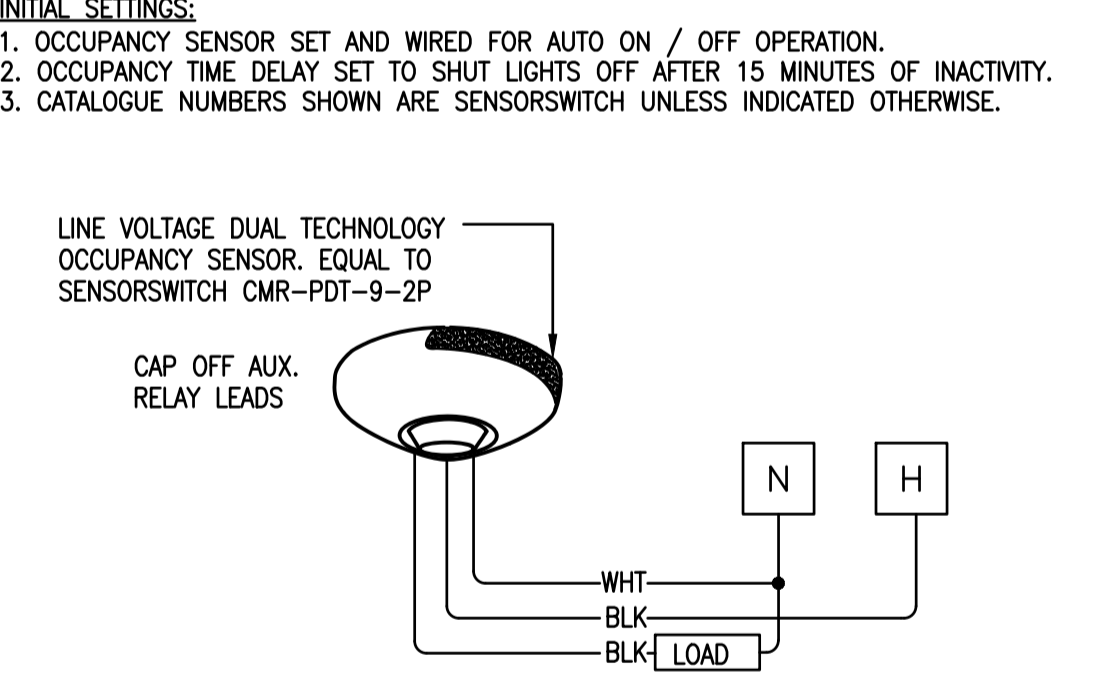 INITIAL SETTINGS:
1. OCCUPANCY SENSOR SET AND WIRED FOR AUTO ON / OFF OPERATION.
2. OCCUPANCY TIME DELAY SET TO SHUT LIGHTS OFF AFTER 15 MINUTES OF INACTIVITY.
3. CATALOGUE NUMBERS SHOWN ARE SENSORSWITCH UNLESS INDICATED OTHERWISE.
LINE VOLTAGE DUAL TECHNOLOGY
OCCUPANCY SENSOR. EQUAL TO
SENSORSWITCH CMR-PDT-9-2P
CAP OFF AUX.
RELAY LEADS
N H
WHT
BLK
BLK LOAD